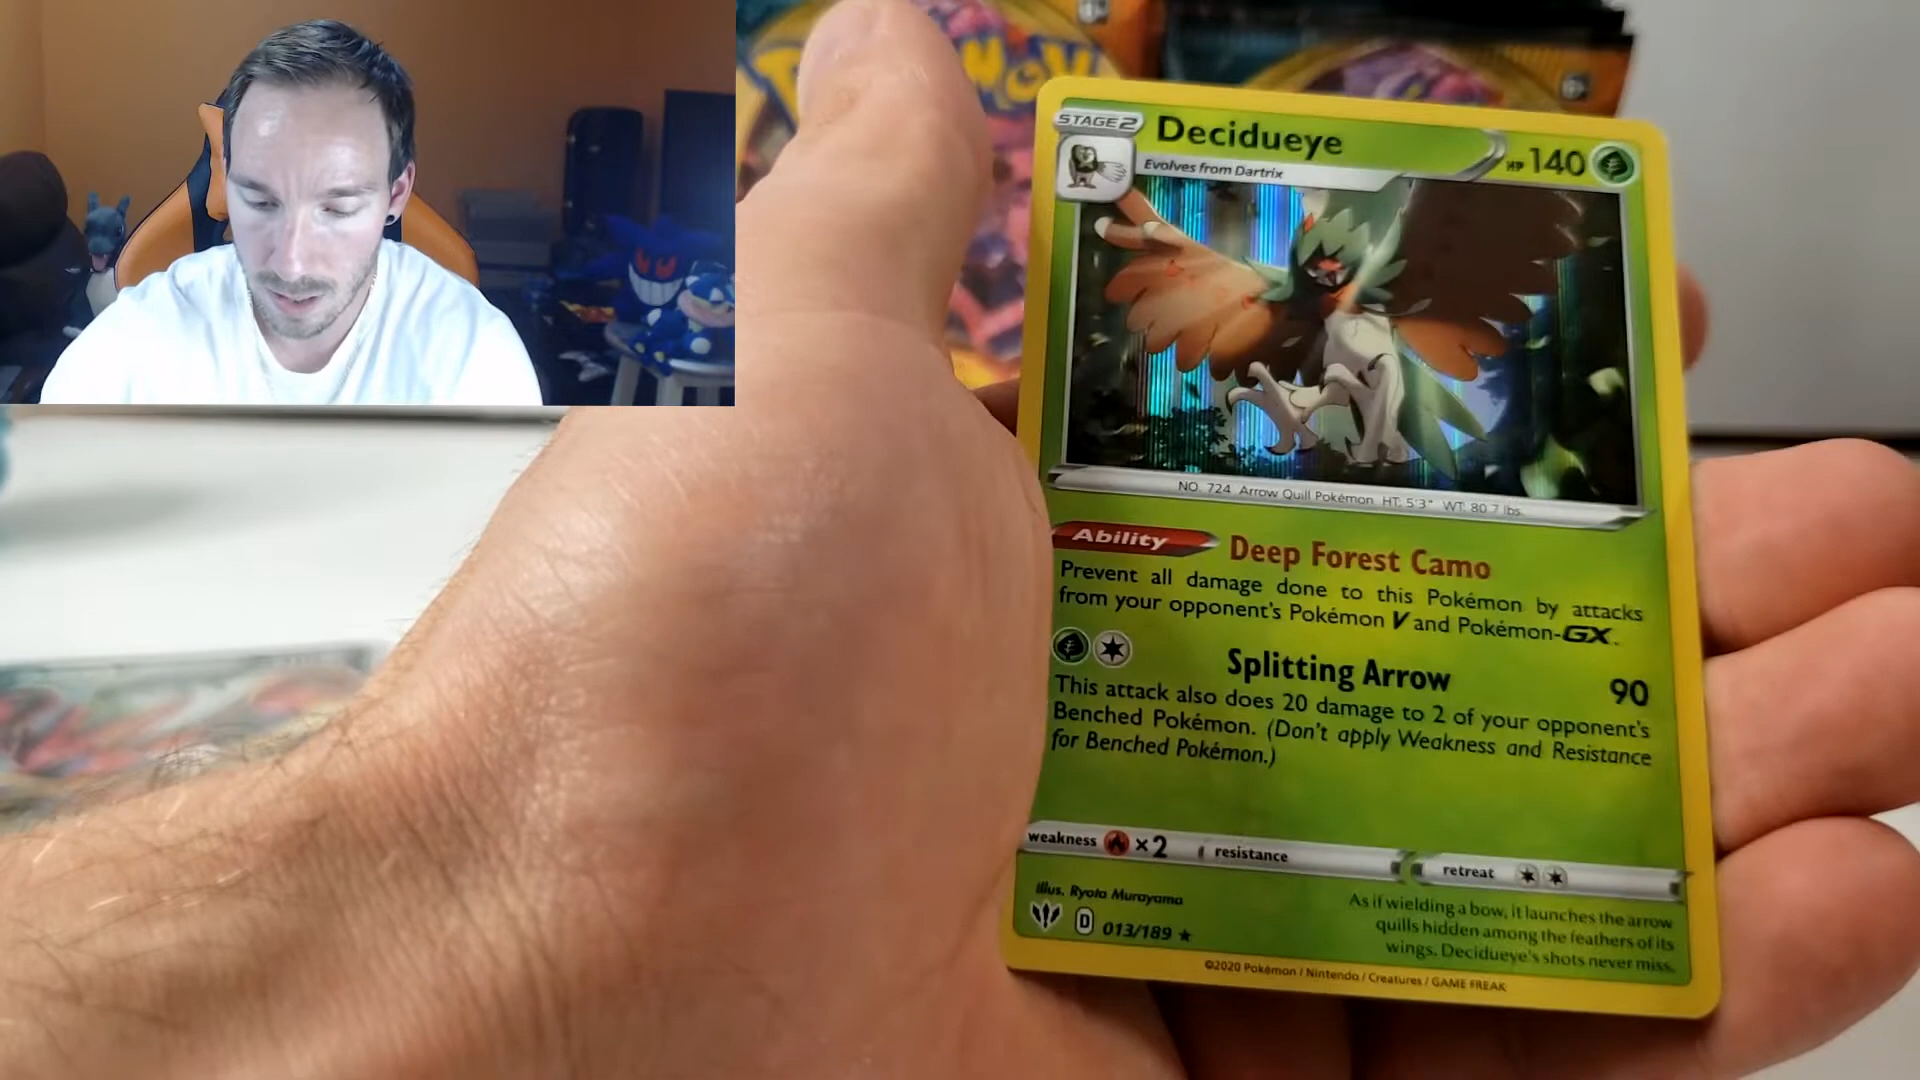 STAGE 2
Decidueye
HP 140
Evolves from Dartrix
NO. 724 Arrow Quill Pokémon HT: 5'3" WT: 80.7 lbs.
Ability Deep Forest Camo
Prevent all damage done to this Pokémon by attacks
from your opponent's Pokémon V and Pokémon-GX.
Splitting Arrow 90
This attack also does 20 damage to 2 of your opponent's
Benched Pokémon. (Don't apply Weakness and Resistance
for Benched Pokémon.)
weakness ×2 resistance retreat
illus. Ryota Murayama
D 013/189
As if wielding a bow, it launches the arrow
quills hidden among the feathers of its
wings. Decidueye's shots never miss.
©2020 Pokémon / Nintendo / Creatures / GAME FREAK